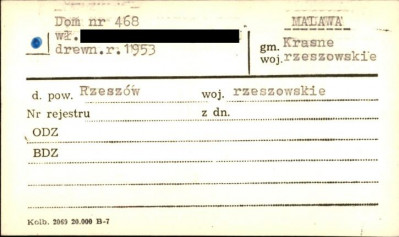 Dom nr 468 MALAWA
wł.
drewn.r.1953 gm. Krasne
woj. rzeszowskie
d. pow. Rzeszów woj. rzeszowskie
Nr rejestru z dn.
ODZ
BDZ
Kolb. 2069 20.000 B-7